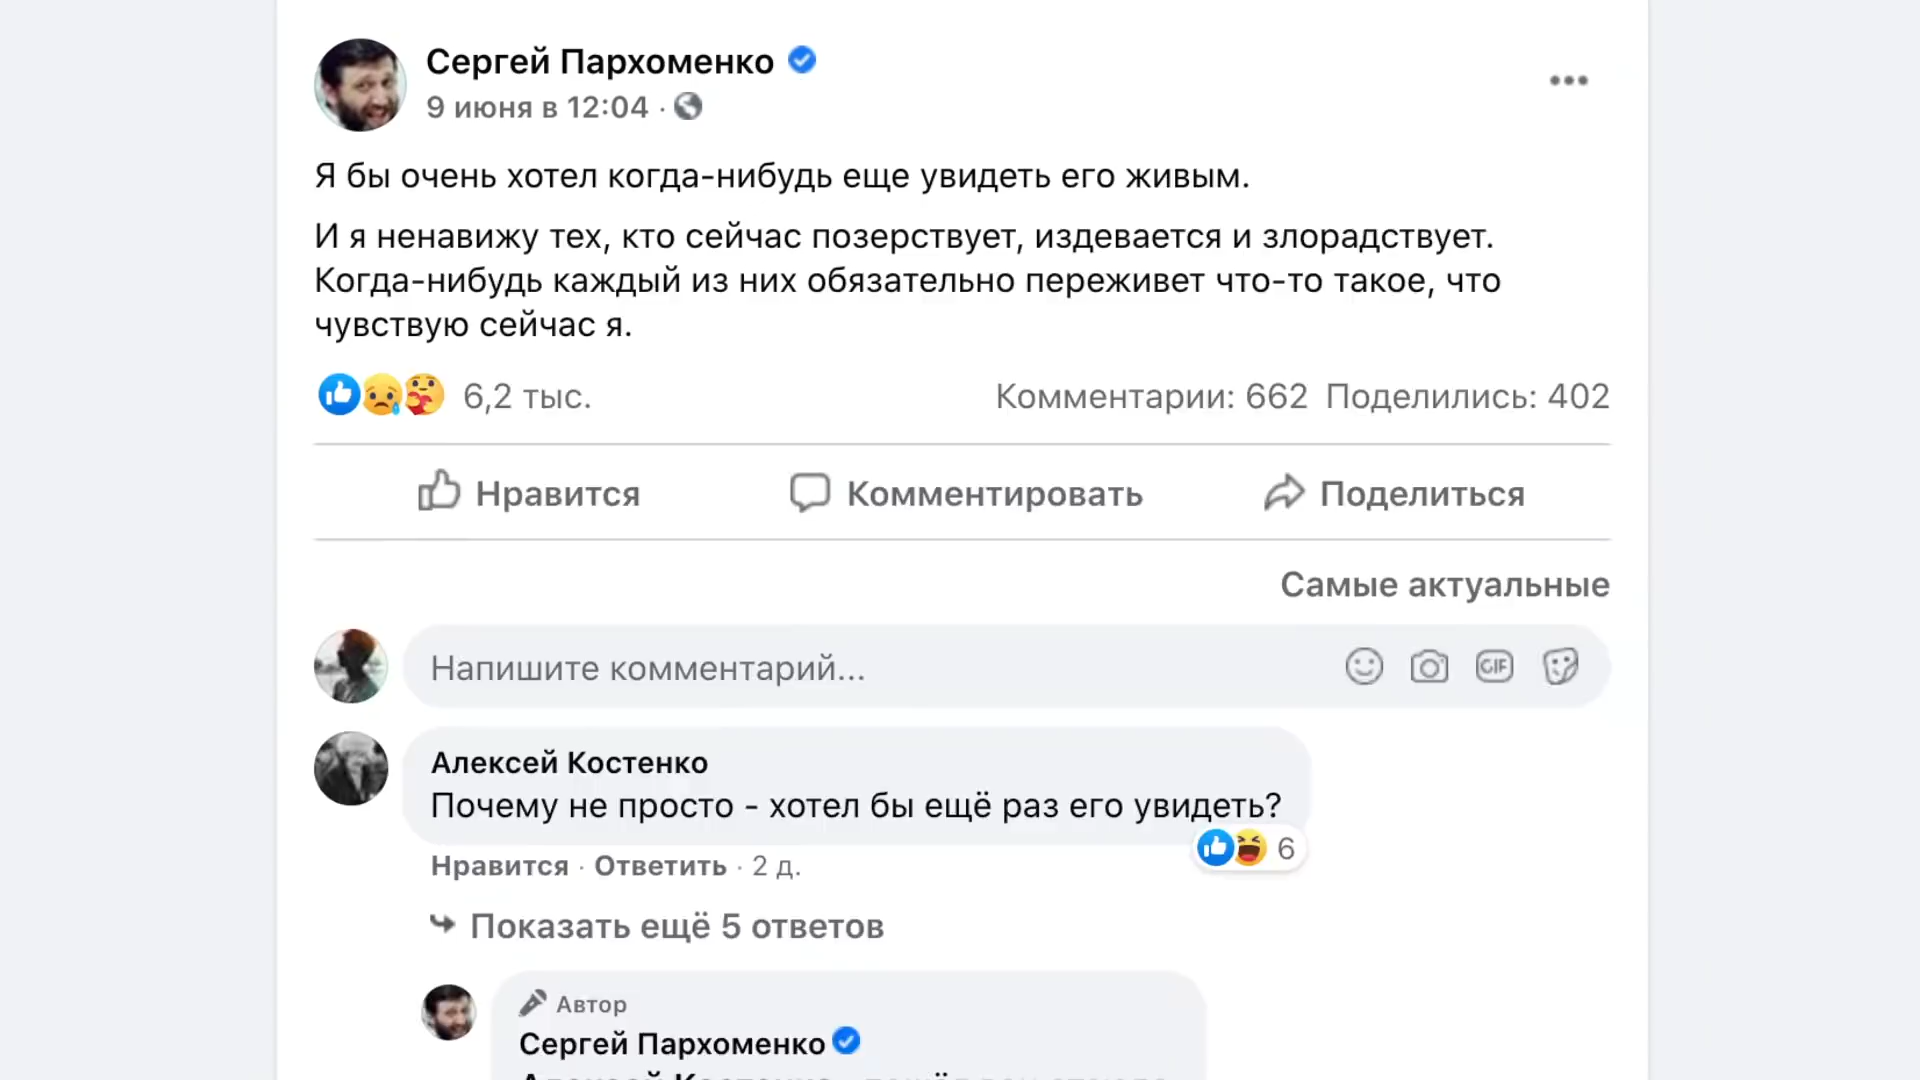 Сергей Пархоменко
9 июня в 12:04 ·
Я бы очень хотел когда-нибудь еще увидеть его живым.
И я ненавижу тех, кто сейчас позерствует, издевается и злорадствует.
Когда-нибудь каждый из них обязательно переживет что-то такое, что
чувствую сейчас я.
6,2 тыс. Комментарии: 662 Поделились: 402
Нравится Комментировать Поделиться
Самые актуальные
Напишите комментарий... GIF
Алексей Костенко
Почему не просто - хотел бы ещё раз его увидеть?
6
Нравится · Ответить · 2 д.
Показать ещё 5 ответов
Автор
Сергей Пархоменко
Алексей Костенко